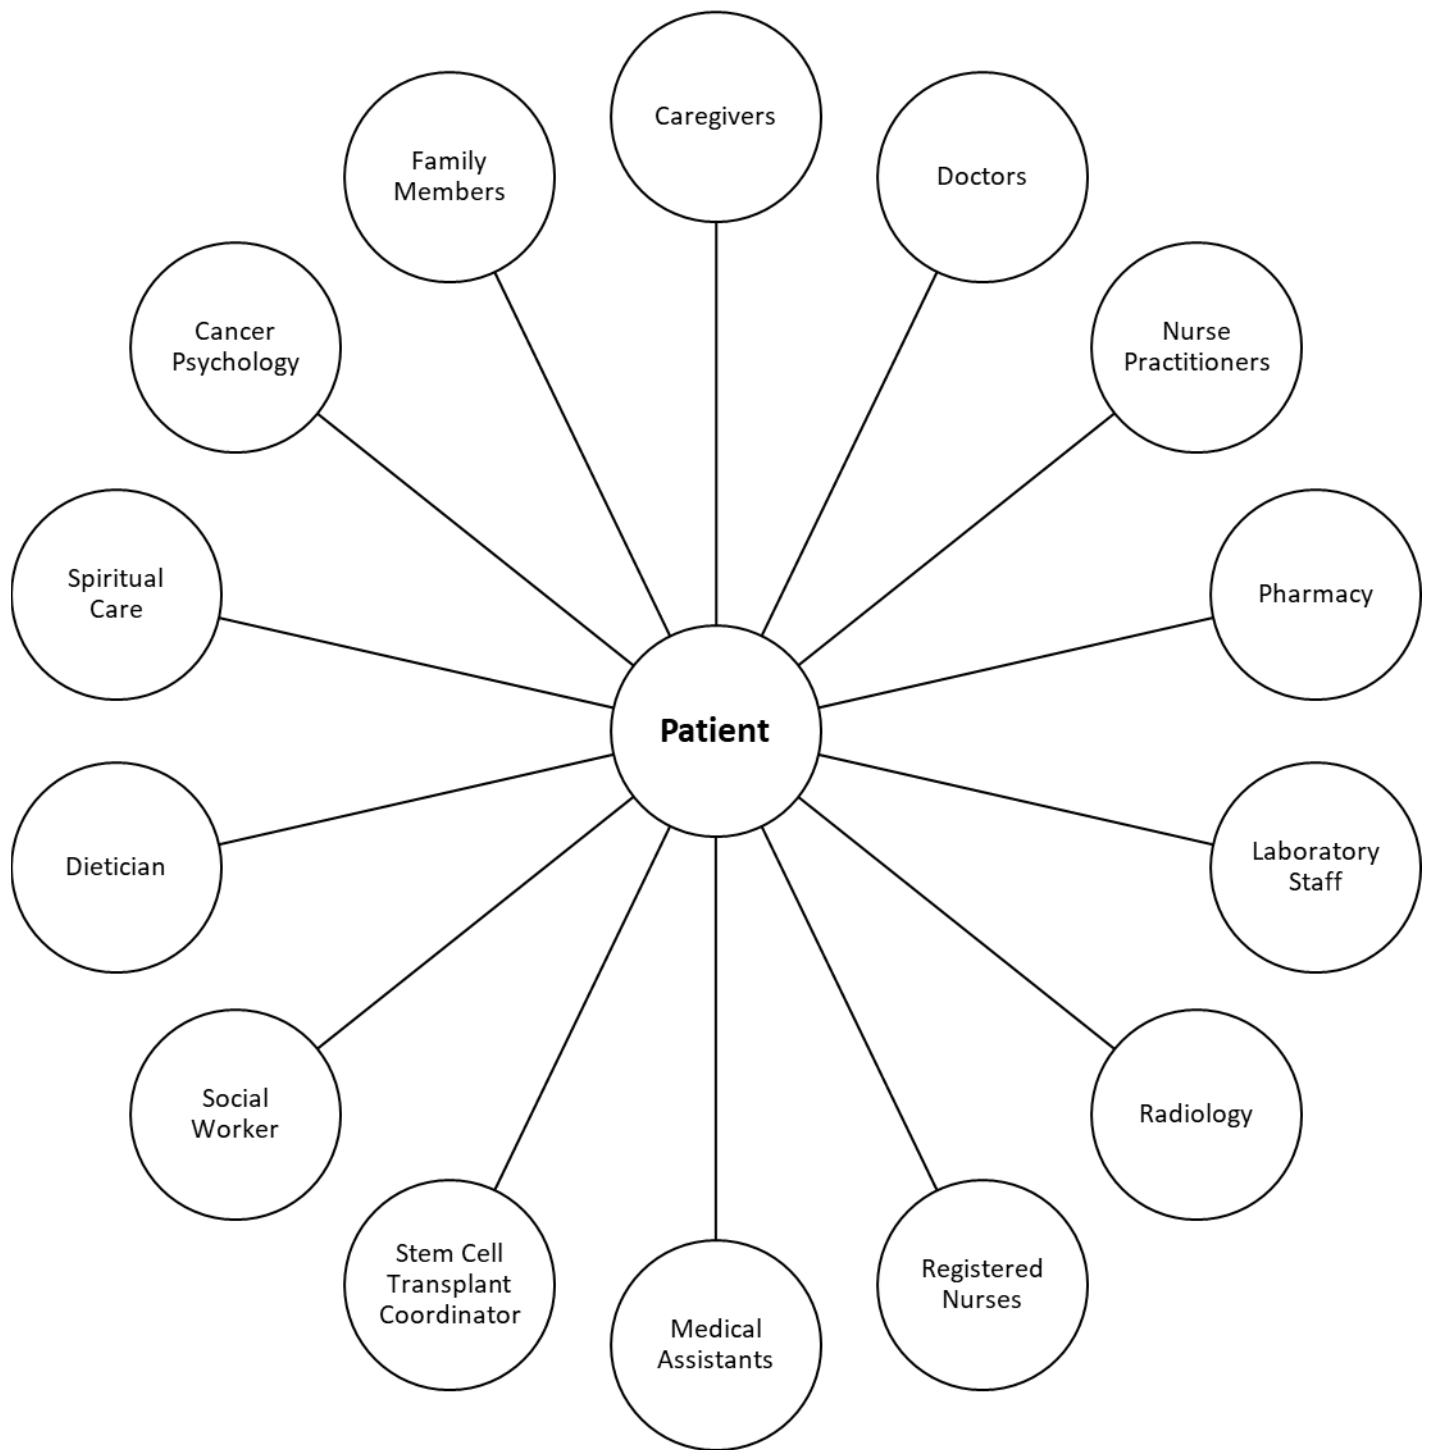 Caregivers
Doctors
Nurse
Practitioners
Pharmacy
Laboratory
Staff
Radiology
Registered
Nurses
Medical
Assistants
Stem Cell
Transplant
Coordinator
Social
Worker
Dietician
Spiritual
Care
Cancer
Psychology
Family
Members
Patient